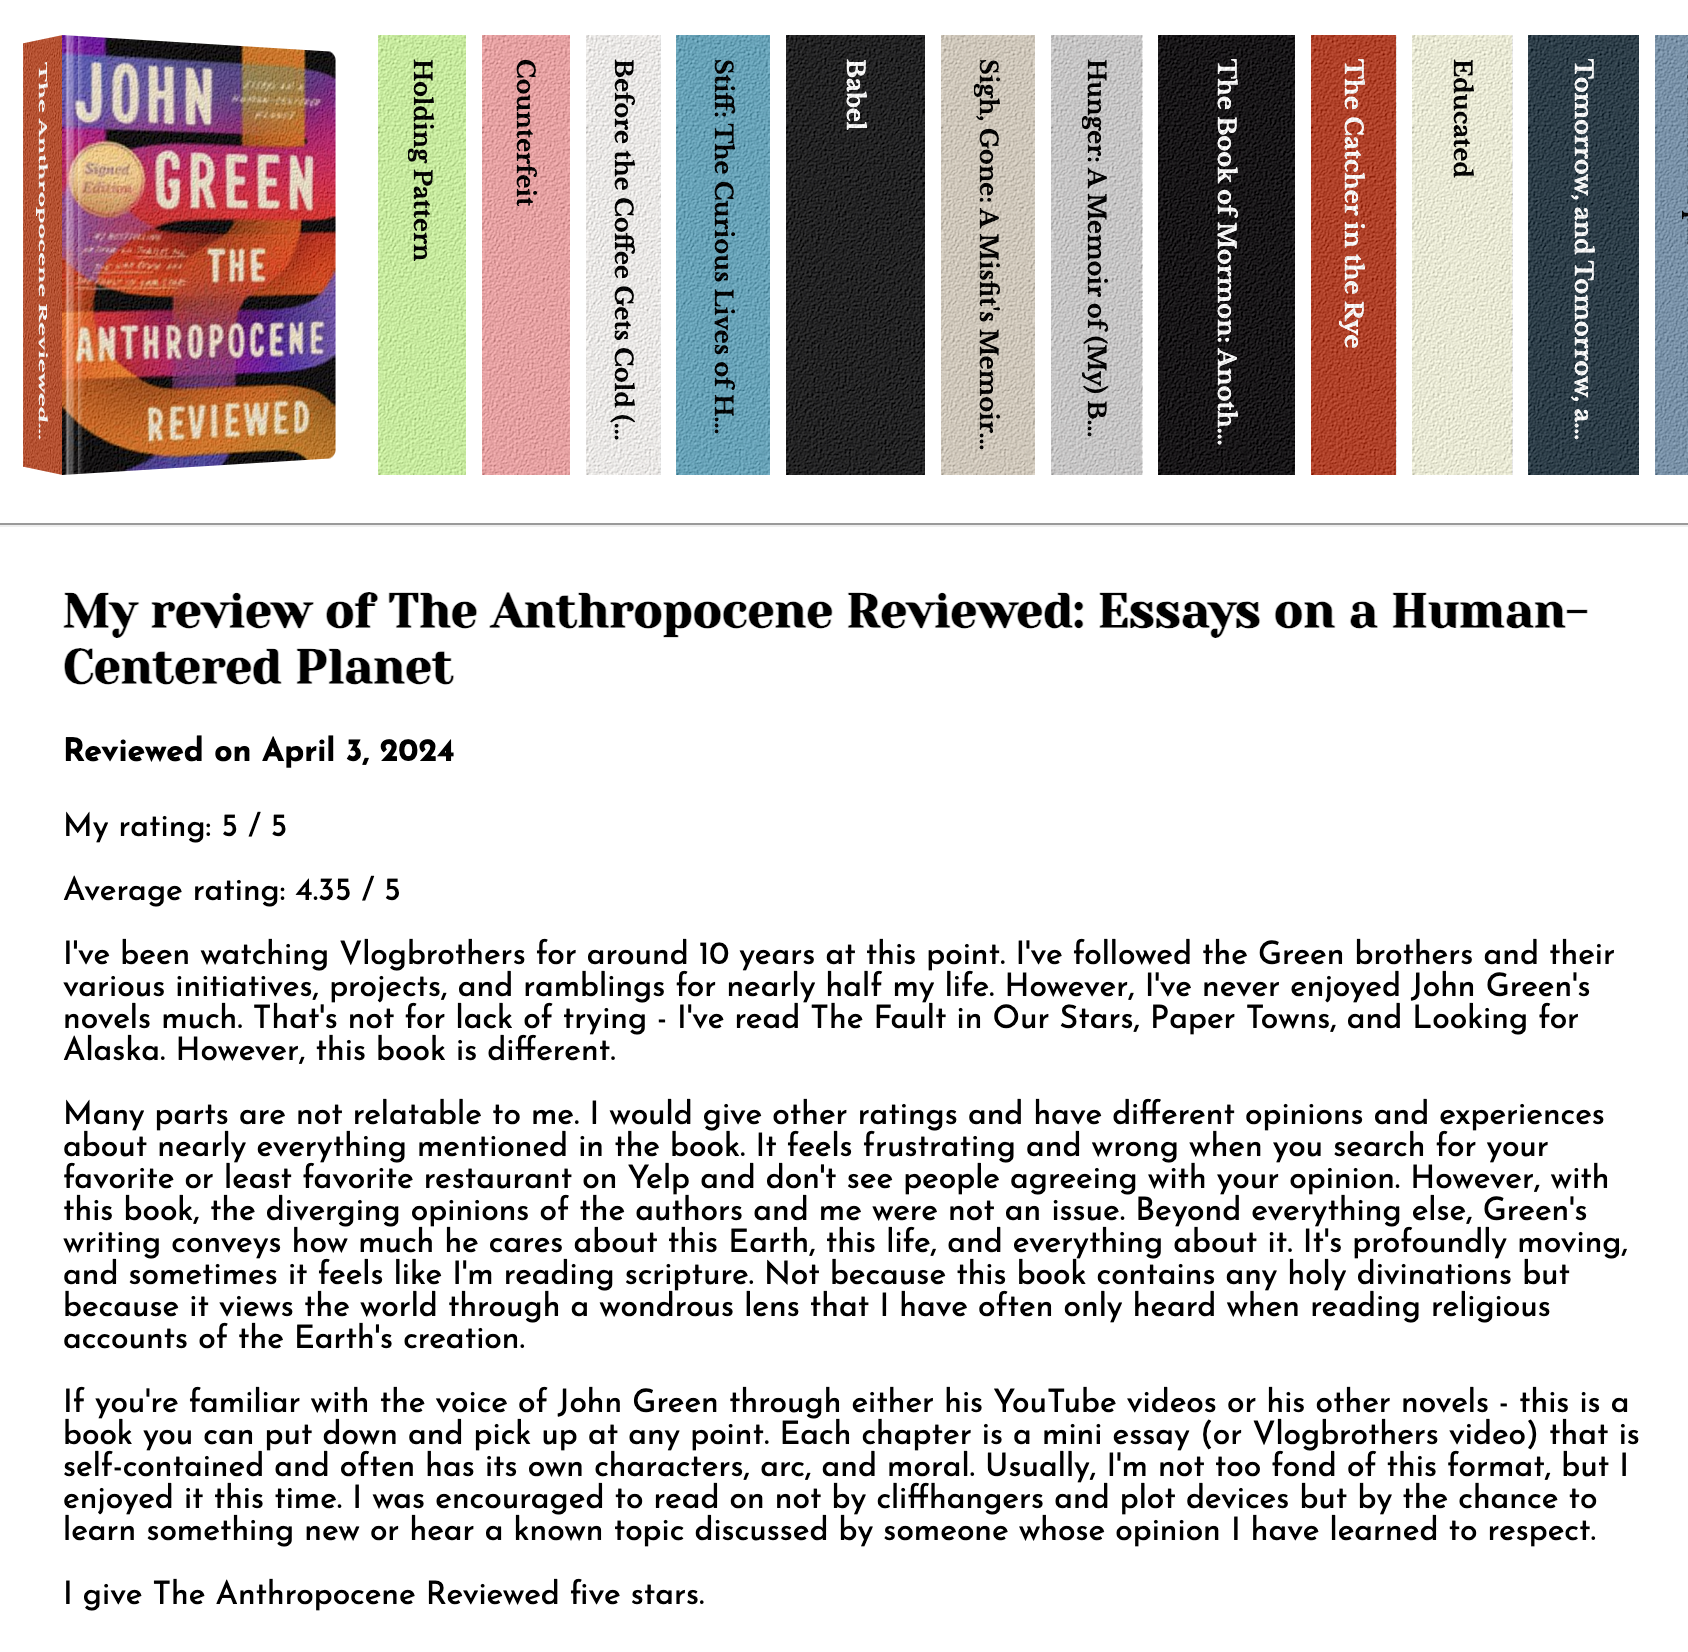 The Anthropocene Reviewed...
JOHN
GREEN
Signed
Edition
THE
ANTHROPOCENE
REVIEWED
Holding Pattern
Counterfeit
Before the Coffee Gets Cold (...
Stiff: The Curious Lives of H...
Babel
Sigh, Gone: A Misfit's Memoir...
Hunger: A Memoir of (My) B...
The Book of Mormon: Anoth...
The Catcher in the Rye
Educated
Tomorrow, and Tomorrow, a...
My review of The Anthropocene Reviewed: Essays on a Human-
Centered Planet
Reviewed on April 3, 2024
My rating: 5 / 5
Average rating: 4.35 / 5
I've been watching Vlogbrothers for around 10 years at this point. I've followed the Green brothers and their
various initiatives, projects, and ramblings for nearly half my life. However, I've never enjoyed John Green's
novels much. That's not for lack of trying - I've read The Fault in Our Stars, Paper Towns, and Looking for
Alaska. However, this book is different.
Many parts are not relatable to me. I would give other ratings and have different opinions and experiences
about nearly everything mentioned in the book. It feels frustrating and wrong when you search for your
favorite or least favorite restaurant on Yelp and don't see people agreeing with your opinion. However, with
this book, the diverging opinions of the authors and me were not an issue. Beyond everything else, Green's
writing conveys how much he cares about this Earth, this life, and everything about it. It's profoundly moving,
and sometimes it feels like I'm reading scripture. Not because this book contains any holy divinations but
because it views the world through a wondrous lens that I have often only heard when reading religious
accounts of the Earth's creation.
If you're familiar with the voice of John Green through either his YouTube videos or his other novels - this is a
book you can put down and pick up at any point. Each chapter is a mini essay (or Vlogbrothers video) that is
self-contained and often has its own characters, arc, and moral. Usually, I'm not too fond of this format, but I
enjoyed it this time. I was encouraged to read on not by cliffhangers and plot devices but by the chance to
learn something new or hear a known topic discussed by someone whose opinion I have learned to respect.
I give The Anthropocene Reviewed five stars.